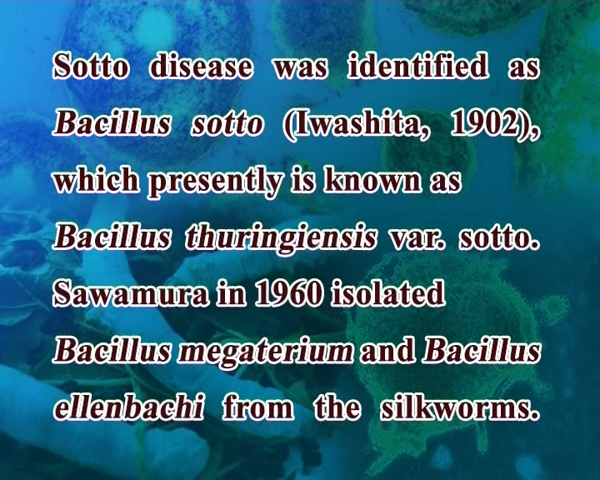 Sotto disease was identified as
Bacillus sotto (Iwashita, 1902),
which presently is known as
Bacillus thuringiensis var. sotto.
Sawamura in 1960 isolated
Bacillus megaterium and Bacillus
ellenbachi from the silkworms.